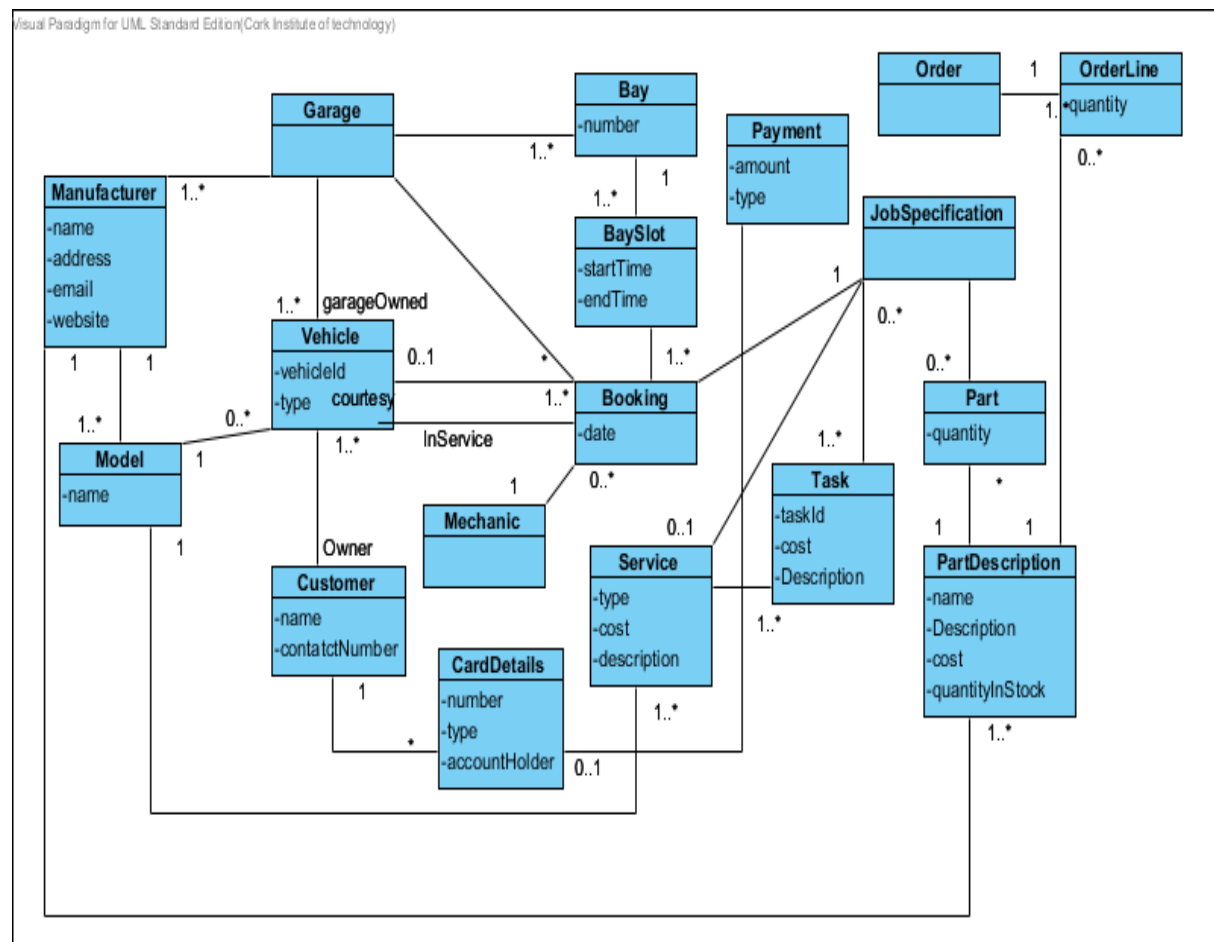 Visual Paradigm for UML Standard Edition(Cork Institute of technology)
Order
1
OrderLine
-quantity
1..*
0..*
Garage
Bay
-number
1..*
1
Payment
-amount
-type
Manufacturer
-name
-address
-email
-website
1..*
1..*
BaySlot
-startTime
-endTime
JobSpecification
1
0..*
1..*
garageOwned
Vehicle
-vehicleId
-type
courtesy
0..1
*
1..*
1..*
InService
Booking
-date
0..*
Part
-quantity
1
1
1..*
0..*
1
1..*
Model
-name
1
1
0..*
Mechanic
1..*
Task
-taskId
-cost
-Description
*
1
1
Owner
Customer
-name
-contatctNumber
1
0..1
Service
-type
-cost
-description
1..*
1..*
PartDescription
-name
-Description
-cost
-quantityInStock
1..*
CardDetails
-number
-type
-accountHolder
*
0..1